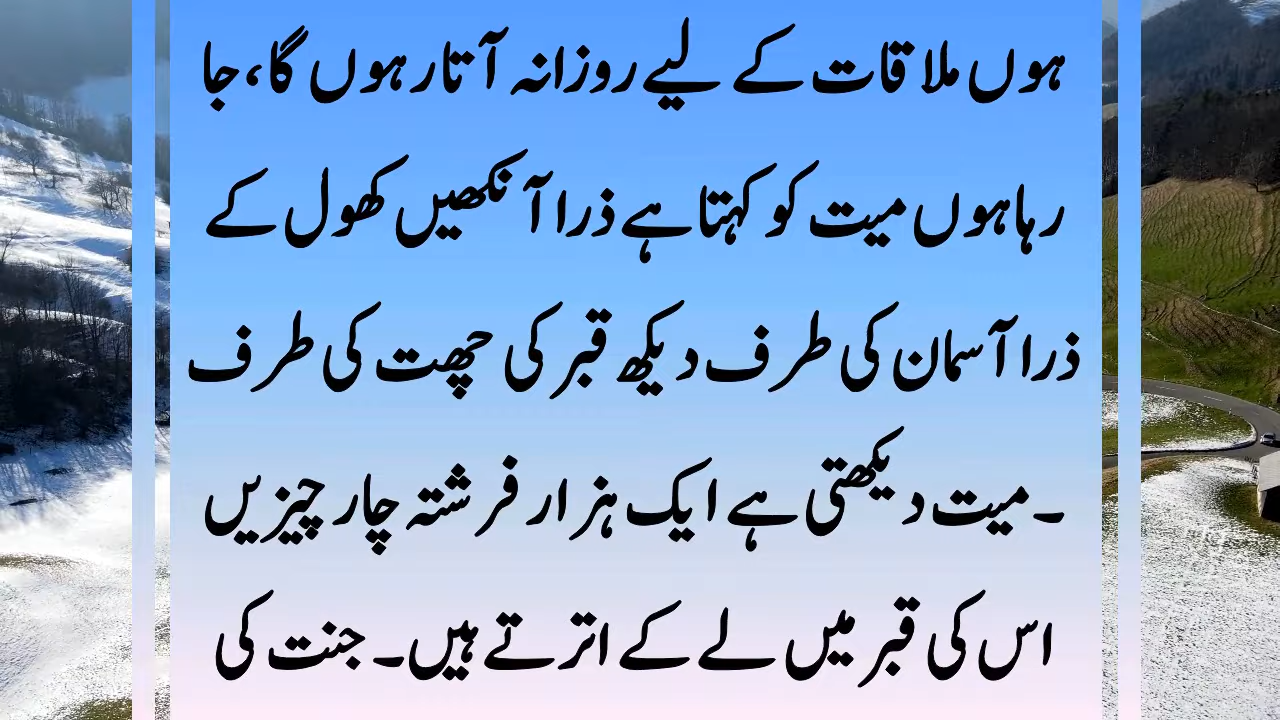 ہوں ملاقات کے لیے روزانہ آتا رہوں گا،جا
رہا ہوں میت کو کہتا ہے ذرا آنکھیں کھول کے
ذرا آسمان کی طرف دیکھ قبر کی چھت کی طرف
۔میت دیکھتی ہے ایک ہزار فرشتہ چار چیزیں
اس کی قبر میں لے کے اترتے ہیں۔ جنت کی